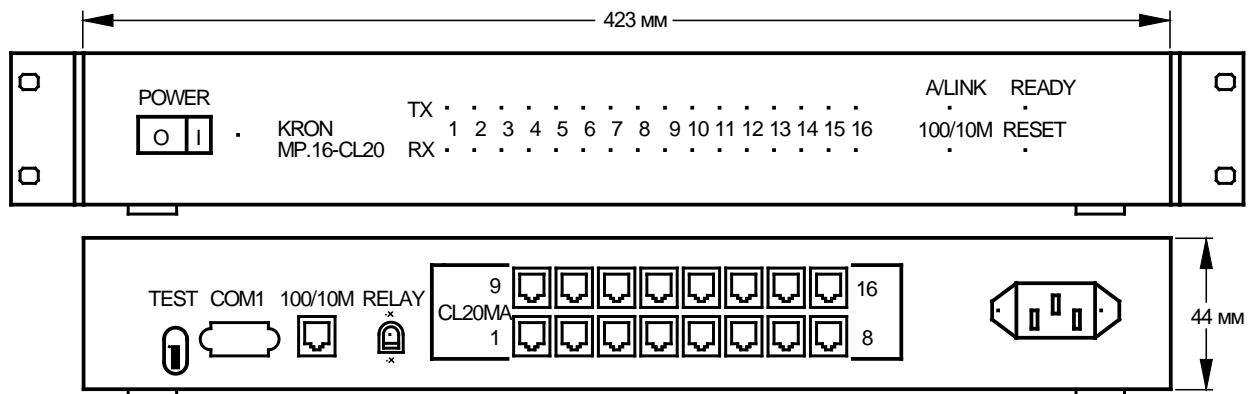 423 мм
POWER
O I
KRON
MP.16-CL20
TX
1 2 3 4 5 6 7 8 9 10 11 12 13 14 15 16
RX
A/LINK READY
100/10M RESET
TEST COM1 100/10M RELAY
9 16
CL20MA
1 8
44 мм